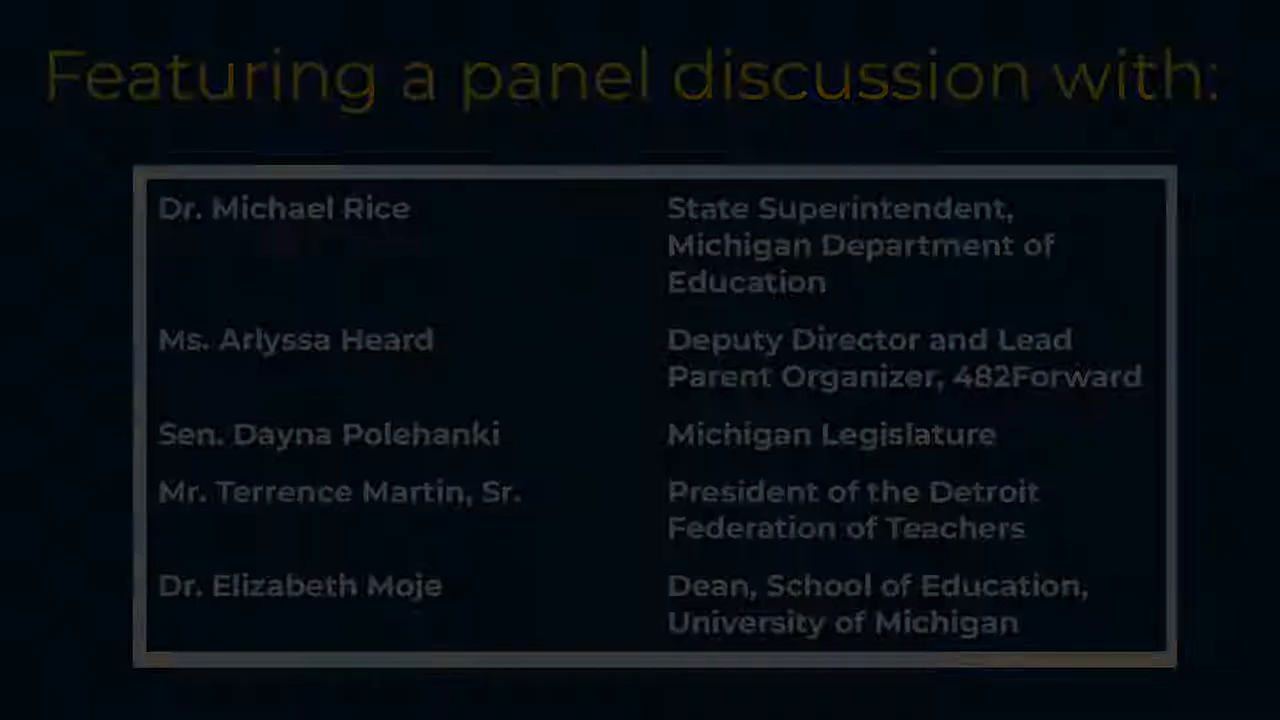 Featuring a panel discussion with:
Dr. Michael Rice
State Superintendent,
Michigan Department of
Education
Ms. Arlyssa Heard
Deputy Director and Lead
Parent Organizer, 482Forward
Sen. Dayna Polehanki
Michigan Legislature
Mr. Terrence Martin, Sr.
President of the Detroit
Federation of Teachers
Dr. Elizabeth Moje
Dean, School of Education,
University of Michigan